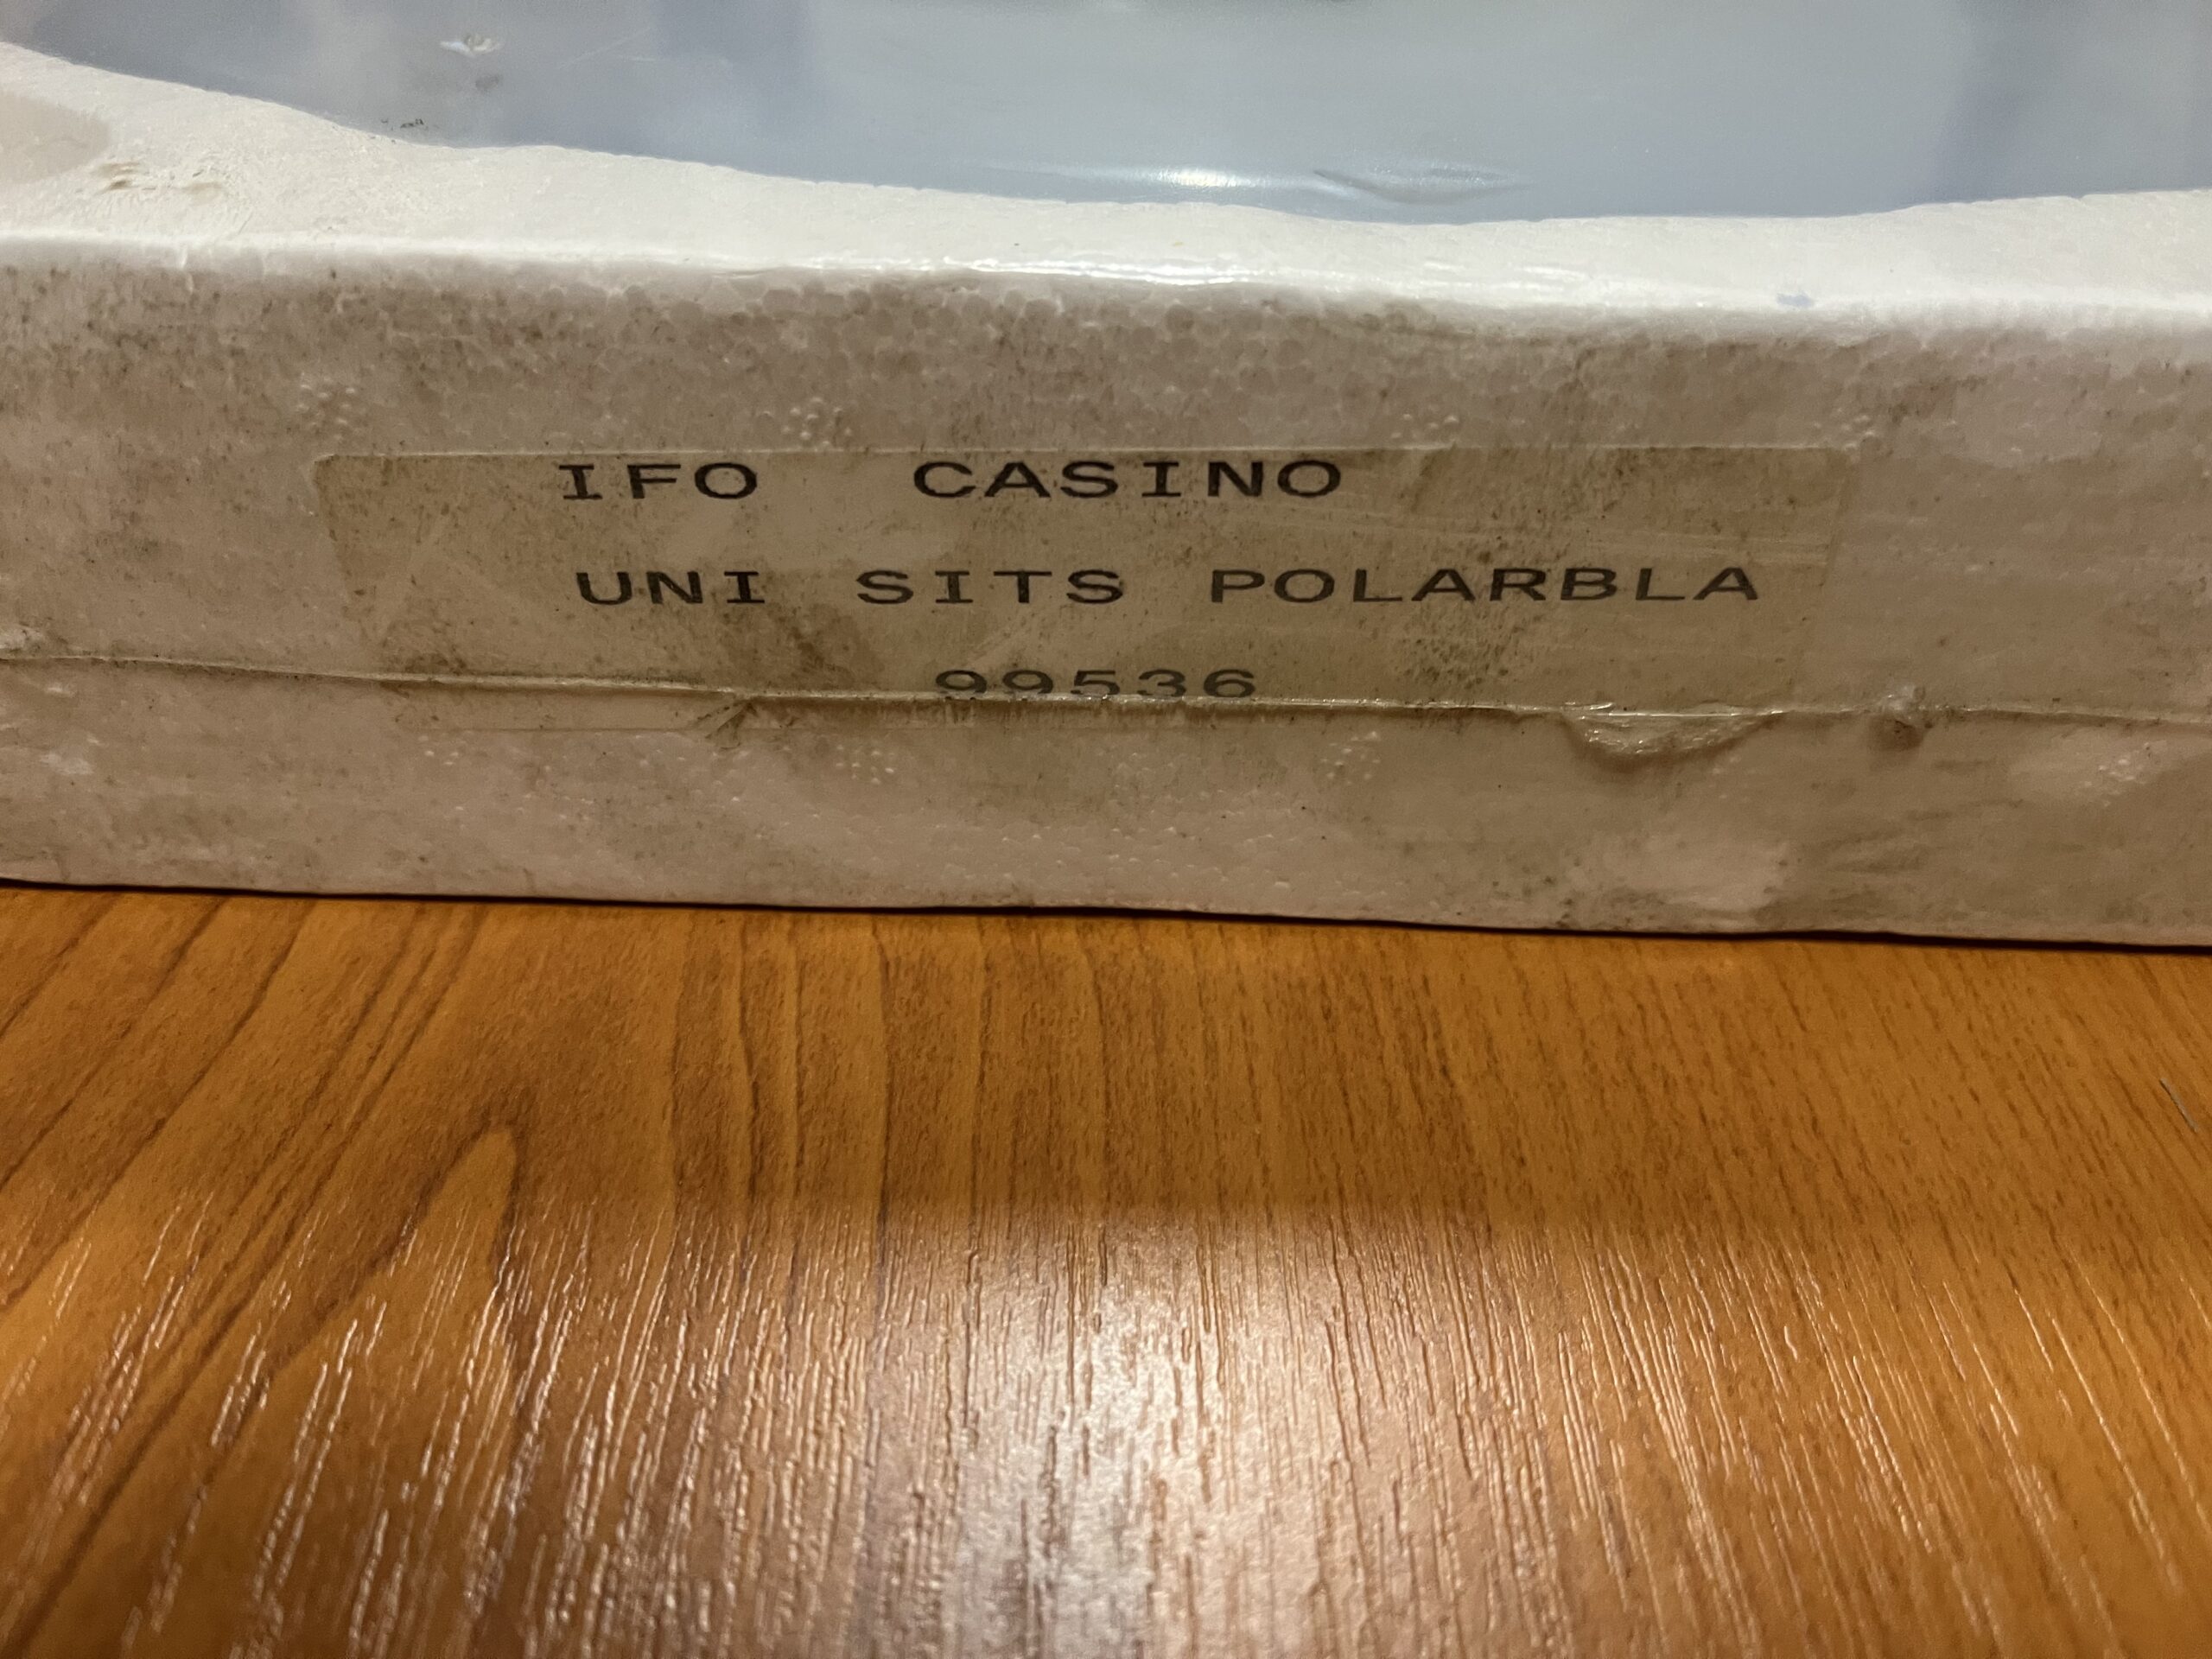 IFO CASINO
UNI SITS POLARBLA
99536